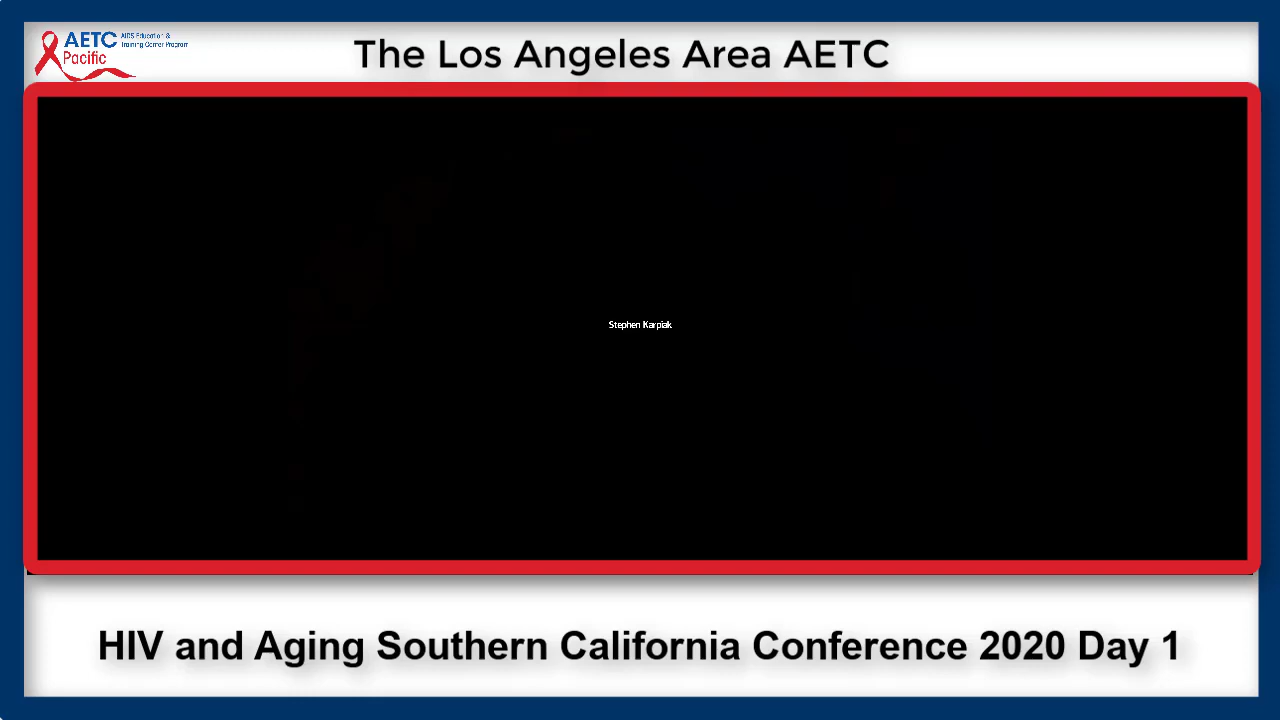 AETC AIDS Education &
Training Center Program
Pacific
The Los Angeles Area AETC
Stephen Karpiak
HIV and Aging Southern California Conference 2020 Day 1